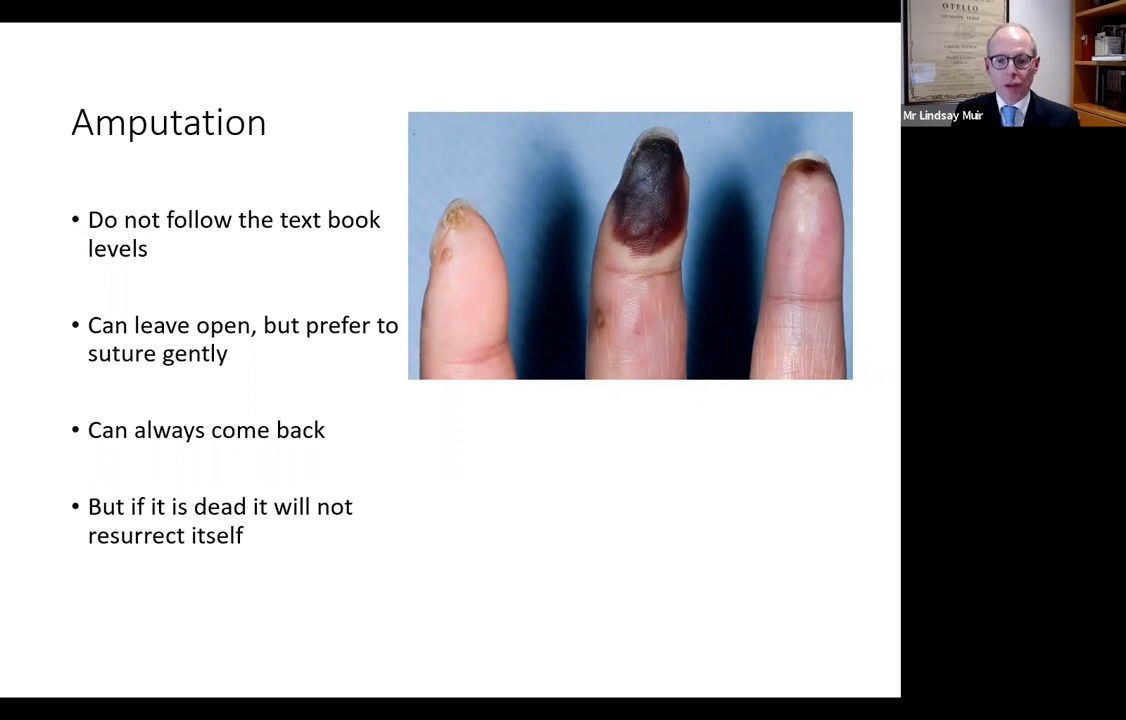 Amputation
• Do not follow the text book
levels
• Can leave open, but prefer to
suture gently
• Can always come back
• But if it is dead it will not
resurrect itself
OTELLO
Mr Lindsay Muir